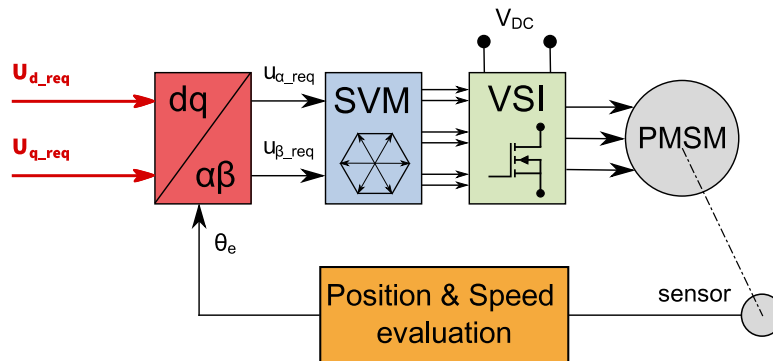 V_DC
U_d_req
u_α_req
dq
SVM
VSI
PMSM
U_q_req
u_β_req
αβ
θ_e
sensor
Position & Speed
evaluation